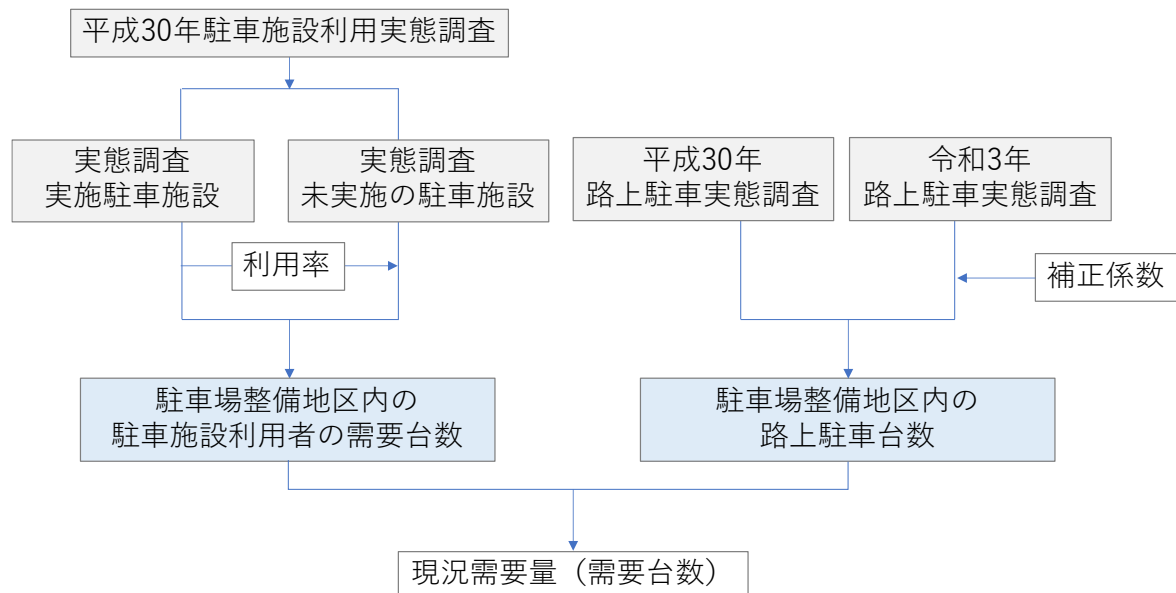 平成30年駐車施設利用実態調査
実態調査
実施駐車施設
実態調査
未実施の駐車施設
平成30年
路上駐車実態調査
令和3年
路上駐車実態調査
利用率
補正係数
駐車場整備地区内の
駐車施設利用者の需要台数
駐車場整備地区内の
路上駐車台数
現況需要量（需要台数）